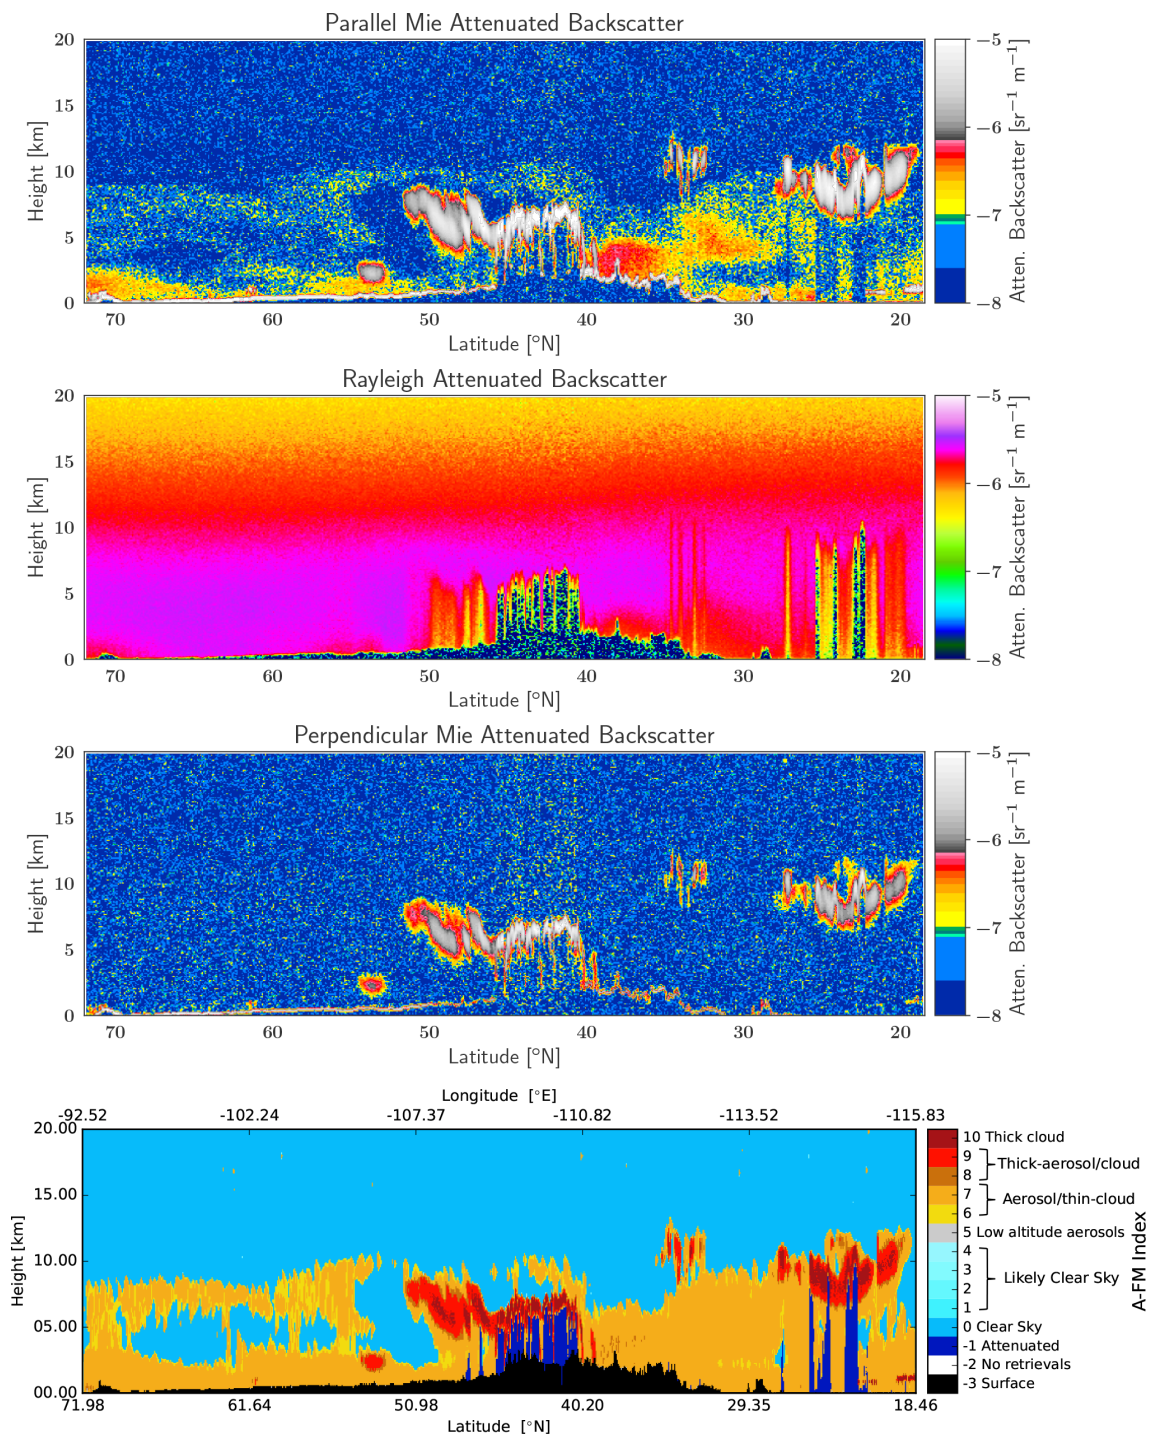 Parallel Mie Attenuated Backscatter
20
15
10
5
0
Height [km]
70 60 50 40 30 20
Latitude [°N]
−5
−6
−7
−8
Atten. Backscatter [sr−1 m−1]
Rayleigh Attenuated Backscatter
20
15
10
5
0
Height [km]
70 60 50 40 30 20
Latitude [°N]
−5
−6
−7
−8
Atten. Backscatter [sr−1 m−1]
Perpendicular Mie Attenuated Backscatter
20
15
10
5
0
Height [km]
70 60 50 40 30 20
Latitude [°N]
−5
−6
−7
−8
Atten. Backscatter [sr−1 m−1]
Longitude [°E]
-92.52 -102.24 -107.37 -110.82 -113.52 -115.83
20.00
15.00
10.00
05.00
00.00
Height [km]
71.98 61.64 50.98 40.20 29.35 18.46
Latitude [°N]
10 Thick cloud
9
Thick-aerosol/cloud
8
7
Aerosol/thin-cloud
6
5 Low altitude aerosols
4
3
Likely Clear Sky
2
1
0 Clear Sky
-1 Attenuated
-2 No retrievals
-3 Surface
A-FM Index